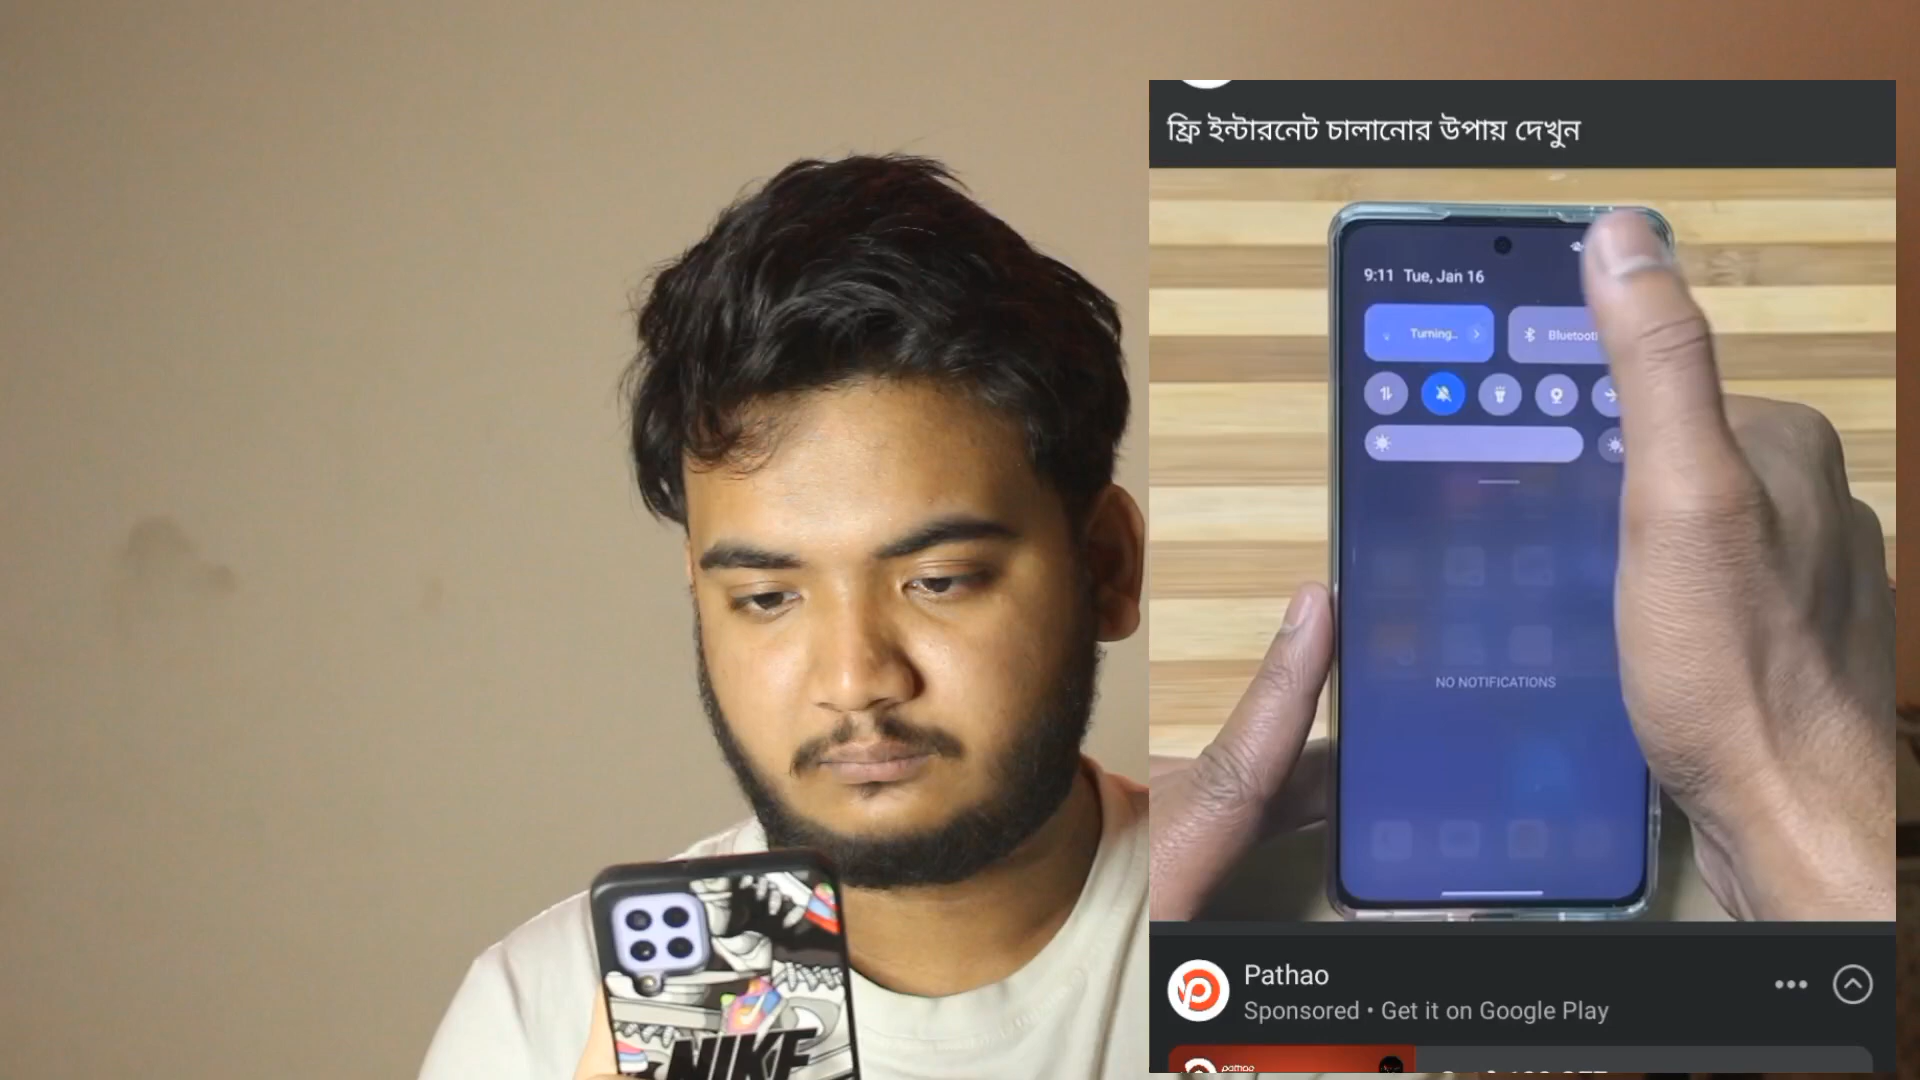 ফ্রি ইন্টারনেট চালানোর উপায় দেখুন
9:11 Tue, Jan 16
Turning..
Bluetooth
NO NOTIFICATIONS
Pathao
Sponsored • Get it on Google Play
pathao
NIKE